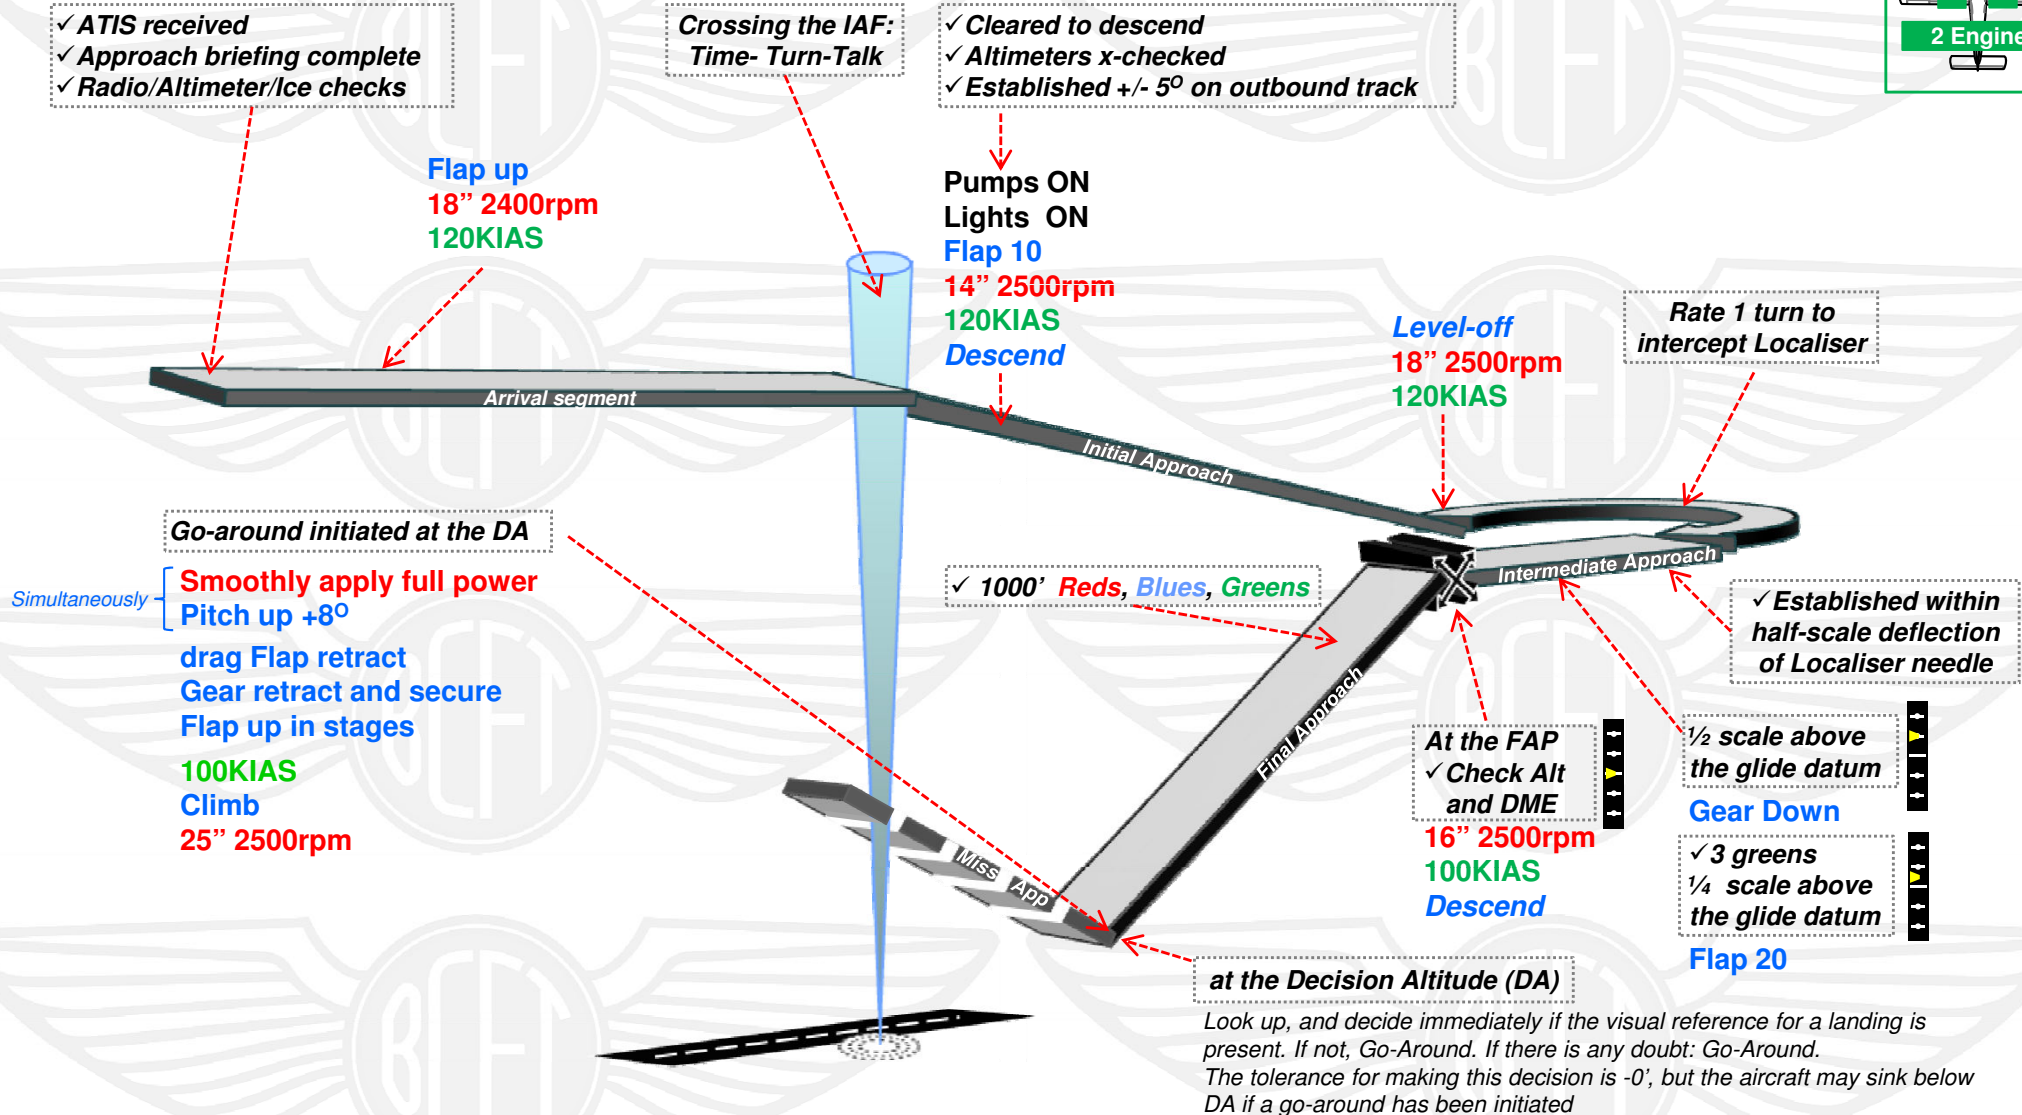 ✓ATIS received
✓Approach briefing complete
✓Radio/Altimeter/Ice checks
Crossing the IAF:
Time- Turn-Talk
✓Cleared to descend
✓Altimeters x-checked
✓Established +/- 5⁰ on outbound track
2 Engine
Flap up
18” 2400rpm
120KIAS
Pumps ON
Lights ON
Flap 10
14” 2500rpm
120KIAS
Descend
Level-off
18” 2500rpm
120KIAS
Rate 1 turn to
intercept Localiser
Arrival segment
Initial Approach
Intermediate Approach
Go-around initiated at the DA
Simultaneously
Smoothly apply full power
Pitch up +8⁰
drag Flap retract
Gear retract and secure
Flap up in stages
100KIAS
Climb
25” 2500rpm
✓ 1000’ Reds, Blues, Greens
✓Established within
half-scale deflection
of Localiser needle
Final Approach
Miss App
At the FAP
✓Check Alt
and DME
16” 2500rpm
100KIAS
Descend
½ scale above
the glide datum
Gear Down
✓3 greens
¼ scale above
the glide datum
Flap 20
at the Decision Altitude (DA)
Look up, and decide immediately if the visual reference for a landing is
present. If not, Go-Around. If there is any doubt: Go-Around.
The tolerance for making this decision is -0’, but the aircraft may sink below
DA if a go-around has been initiated